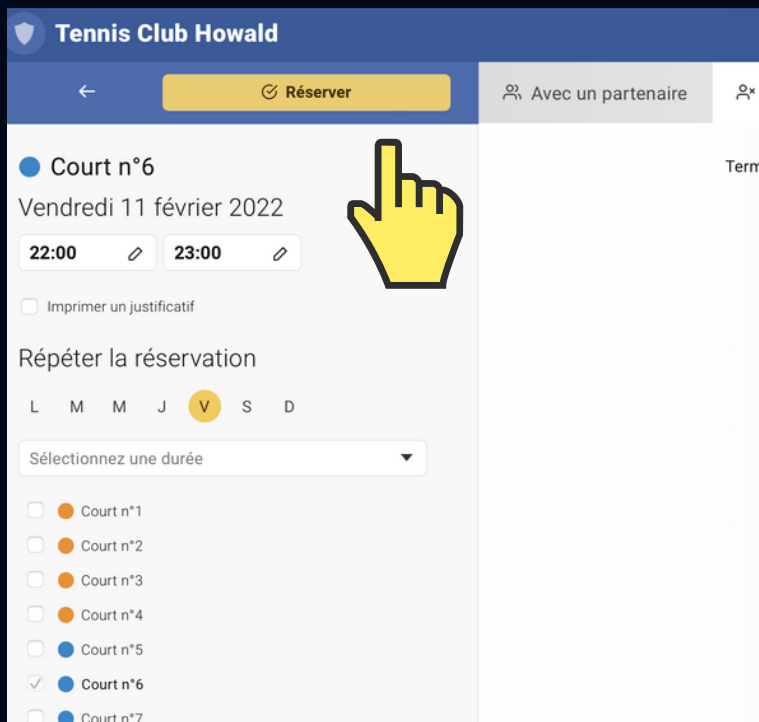 Tennis Club Howald
Réserver
Avec un partenaire
Court n°6
Vendredi 11 février 2022
22:00 23:00
Imprimer un justificatif
Répéter la réservation
L M M J V S D
Sélectionnez une durée
Court n°1
Court n°2
Court n°3
Court n°4
Court n°5
Court n°6
Court n°7
Term